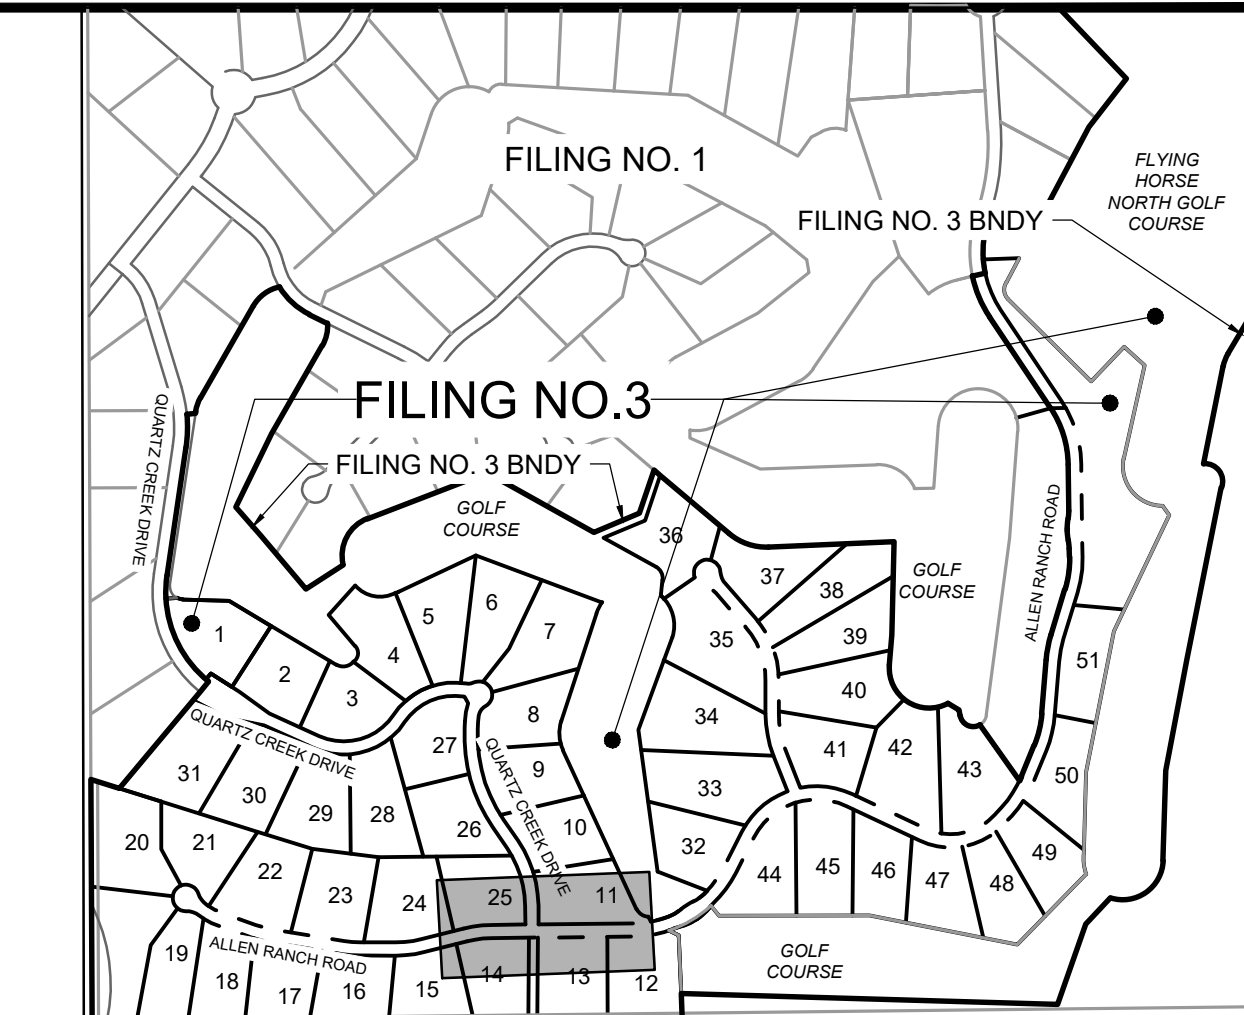 FILING NO. 1
FLYING
HORSE
NORTH GOLF
COURSE
FILING NO. 3 BNDY
FILING NO.3
FILING NO. 3 BNDY
QUARTZ CREEK DRIVE
GOLF
COURSE
36
37
38
GOLF
COURSE
ALLEN RANCH ROAD
39
35
1
2
3
4
5
6
7
40
51
34
8
41
42
43
50
QUARTZ CREEK DRIVE
27
QUARTZ CREEK DRIVE
9
33
31
30
29
28
26
10
32
49
20
21
22
23
24
25
11
44
45
46
47
48
19
ALLEN RANCH ROAD
18
17
16
15
14
13
12
GOLF
COURSE